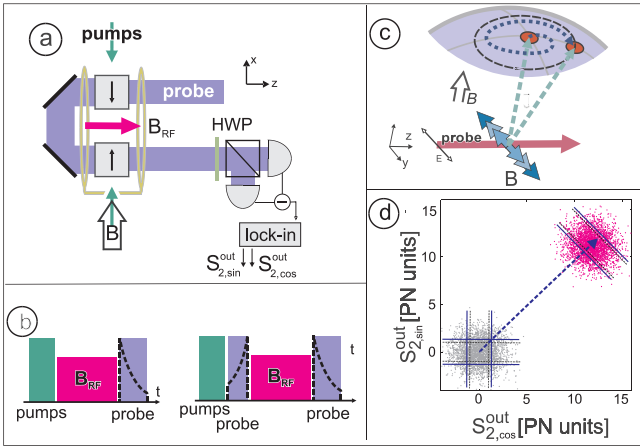 a
pumps
probe
x
z
B_RF
HWP
B
lock-in
S^out_2,sin S^out_2,cos
b
B_RF
t
pumps
probe
B_RF
t
pumps
probe
probe
c
B
z
y
probe
E
B
d
S^out_2,sin [PN units]
15
10
5
0
0
5
10
15
S^out_2,cos [PN units]